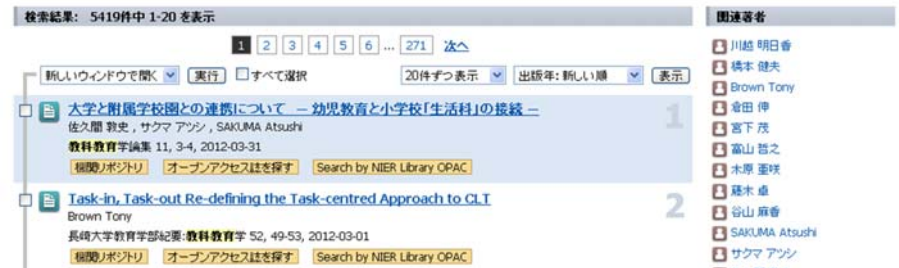 検索結果: 5419件中 1-20 を表示
1 2 3 4 5 6 ... 271 次へ
新しいウィンドウで開く 実行 すべて選択 20件ずつ表示 出版年:新しい順 表示
大学と附属学校園との連携について — 幼児教育と小学校「生活科」の接続 —
1
佐久間 敦史 , サクマ アツシ , SAKUMA Atsushi
教科教育学論集 11, 3-4, 2012-03-31
機関リポジトリ オープンアクセス誌を探す Search by NIER Library OPAC
Task-in, Task-out Re-defining the Task-centred Approach to CLT
2
Brown Tony
長崎大学教育学部紀要:教科教育学 52, 49-53, 2012-03-01
機関リポジトリ オープンアクセス誌を探す Search by NIER Library OPAC
関連著者
川越 明日香
橋本 健夫
Brown Tony
倉田 伸
宮下 茂
富山 哲之
木原 亜咲
藤木 卓
谷山 麻香
SAKUMA Atsushi
サクマ アツシ